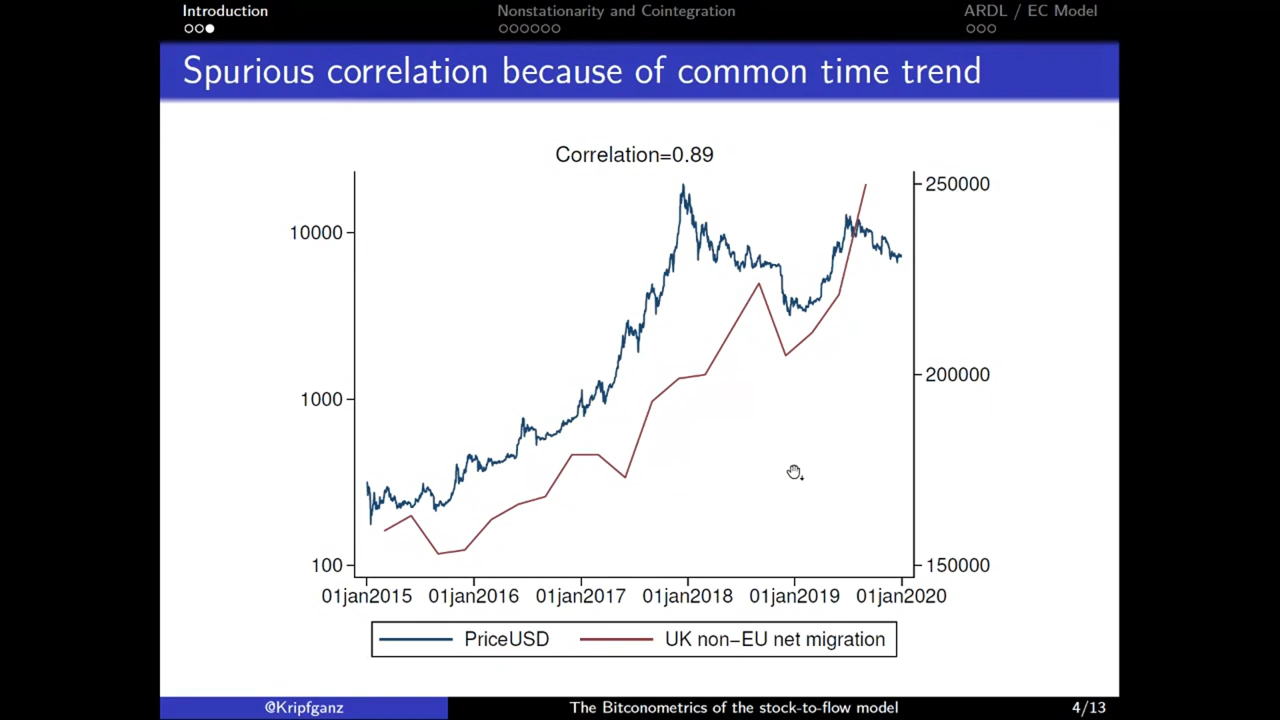 Introduction Nonstationarity and Cointegration ARDL / EC Model
Spurious correlation because of common time trend
Correlation=0.89
250000
10000
200000
1000
100
150000
01jan2015 01jan2016 01jan2017 01jan2018 01jan2019 01jan2020
PriceUSD UK non−EU net migration
@Kripfganz The Bitconometrics of the stock-to-flow model 4/13